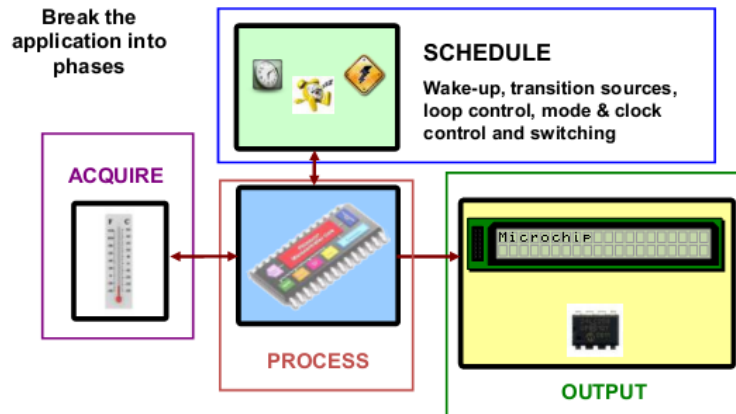 Break the
application into
phases
SCHEDULE
Wake-up, transition sources,
loop control, mode & clock
control and switching
ACQUIRE
F C
Microchip
PROCESS
OUTPUT